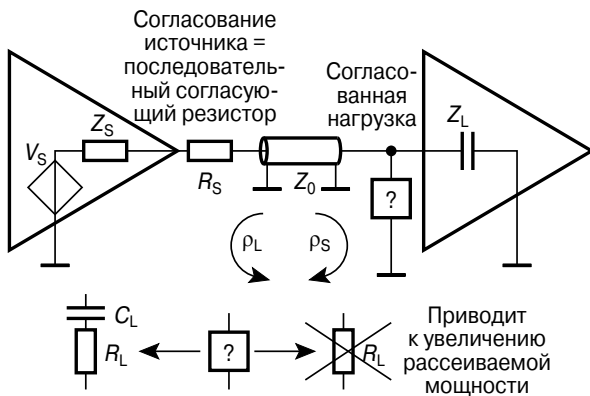 Согласование
источника =
последователь-
ный согласую-
щий резистор
Согласо-
ванная
нагрузка
Z_S
V_S
R_S
Z_0
Z_L
?
ρ_L
ρ_S
C_L
R_L
?
R_L
Приводит
к увеличению
рассеиваемой
мощности